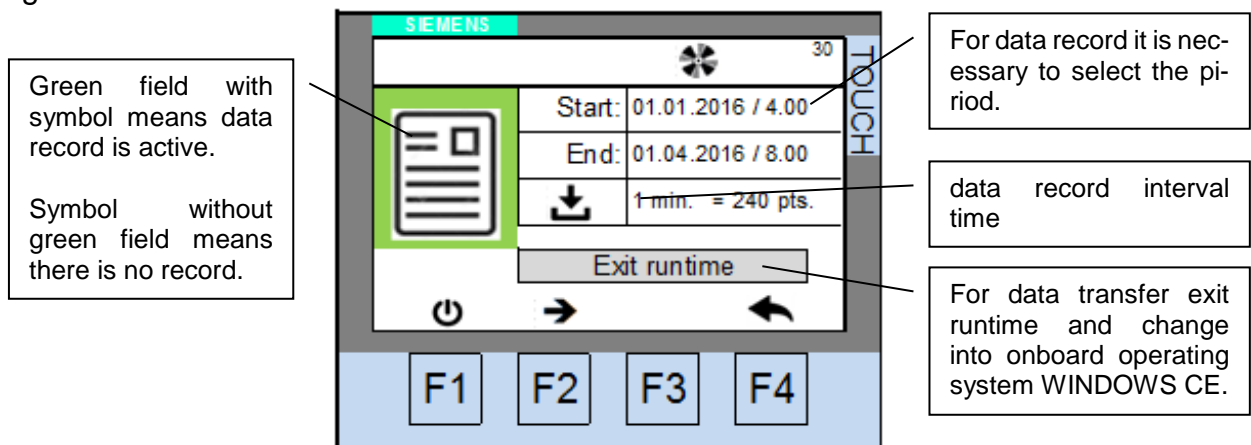 SIEMENS
30
TOUCH
Start: 01.01.2016 / 4.00
End: 01.04.2016 / 8.00
1 min. = 240 pts.
Exit runtime
F1 F2 F3 F4
Green field with
symbol means data
record is active.
Symbol without
green field means
there is no record.
For data record it is nec-
essary to select the pi-
riod.
data record interval
time
For data transfer exit
runtime and change
into onboard operating
system WINDOWS CE.